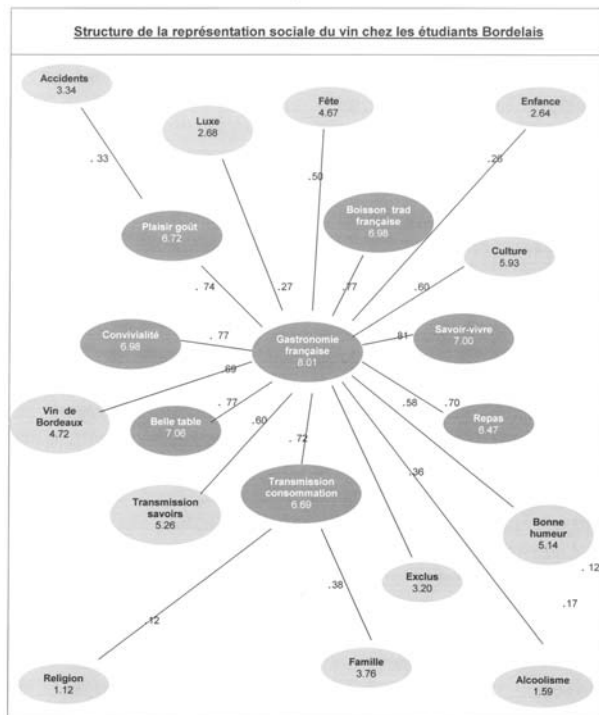 Structure de la représentation sociale du vin chez les étudiants Bordelais
Accidents
3.34
Luxe
2.68
Fête
4.67
Enfance
2.64
.33
.50
.26
Plaisir goût
6.72
Boisson trad
française
6.98
Culture
5.93
. 74
.27
.77
.60
Convivialité
6.98
. 77
Gastronomie
française
8.01
.81
Savoir-vivre
7.00
.69
Vin de
Bordeaux
4.72
Belle table
7.06
. 77
.60
. 72
.58
.70
Repas
6.47
.36
Transmission
savoirs
5.26
Transmission
consommation
6.69
Bonne
humeur
5.14
Exclus
3.20
. 12
.38
.17
.12
Religion
1.12
Famille
3.76
Alcoolisme
1.59